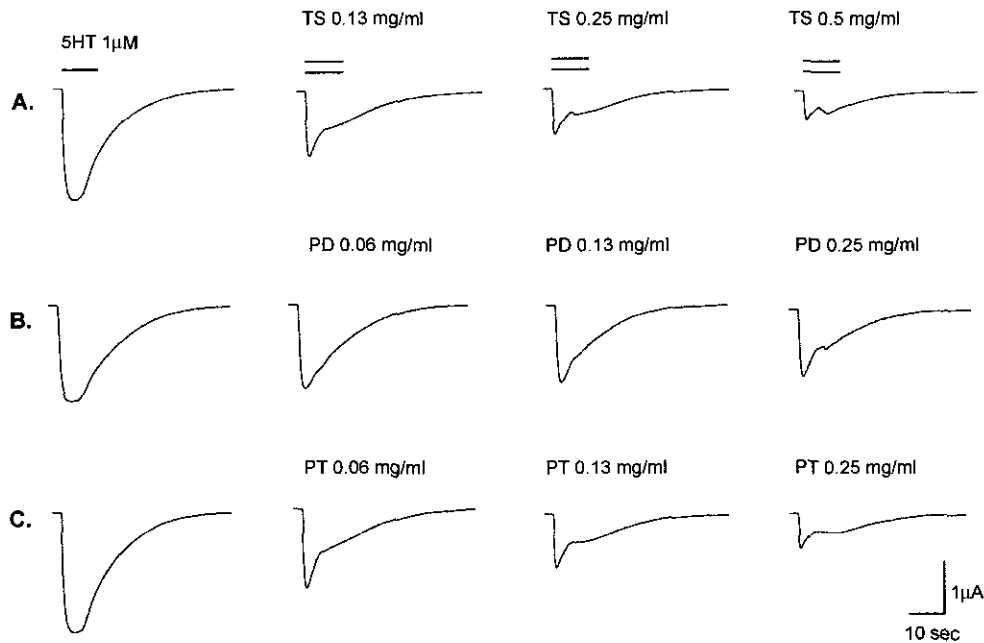 TS 0.13 mg/ml
TS 0.25 mg/ml
TS 0.5 mg/ml
5HT 1μM
A.
PD 0.06 mg/ml
PD 0.13 mg/ml
PD 0.25 mg/ml
B.
PT 0.06 mg/ml
PT 0.13 mg/ml
PT 0.25 mg/ml
C.
1μA
10 sec